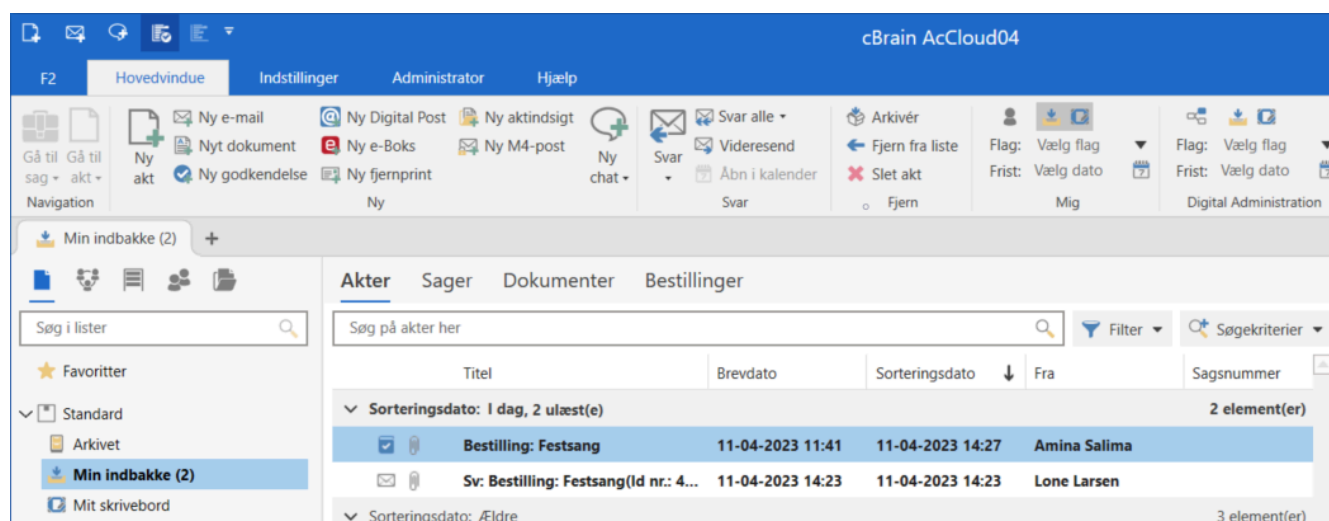 cBrain AcCloud04
F2 Hovedvindue Indstillinger Administrator Hjælp
Gå til sag Gå til akt
Ny akt
Ny e-mail Ny Digital Post Ny aktindsigt
Nyt dokument Ny e-Boks Ny M4-post
Ny godkendelse Ny fjernprint
Ny chat
Svar
Svar alle
Videresend
Åbn i kalender
Arkivér
Fjern fra liste
Slet akt
Flag: Vælg flag
Frist: Vælg dato
Flag: Vælg flag
Frist: Vælg dato
Navigation Ny Svar Fjern Mig Digital Administration
Min indbakke (2) +
Akter Sager Dokumenter Bestillinger
Søg i lister
Søg på akter her Filter Søgekriterier
Favoritter
Standard
Arkivet
Min indbakke (2)
Mit skrivebord
Titel Brevdato Sorteringsdato Fra Sagsnummer
Sorteringsdato: I dag, 2 ulæst(e) 2 element(er)
Bestilling: Festsang 11-04-2023 11:41 11-04-2023 14:27 Amina Salima
Sv: Bestilling: Festsang(Id nr.: 4... 11-04-2023 14:23 11-04-2023 14:23 Lone Larsen
Sorteringsdato: Ældre 3 element(er)